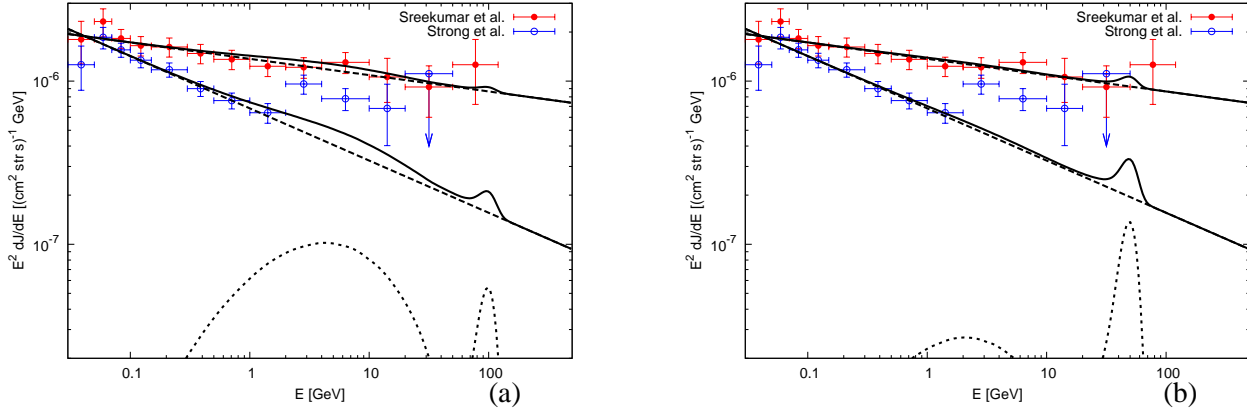 Sreekumar et al.
Strong et al.
E² dJ/dE [(cm² str s)⁻¹ GeV]
10⁻⁶
10⁻⁷
0.1 1 10 100
E [GeV]
(a)
Sreekumar et al.
Strong et al.
E² dJ/dE [(cm² str s)⁻¹ GeV]
10⁻⁶
10⁻⁷
0.1 1 10 100
E [GeV]
(b)